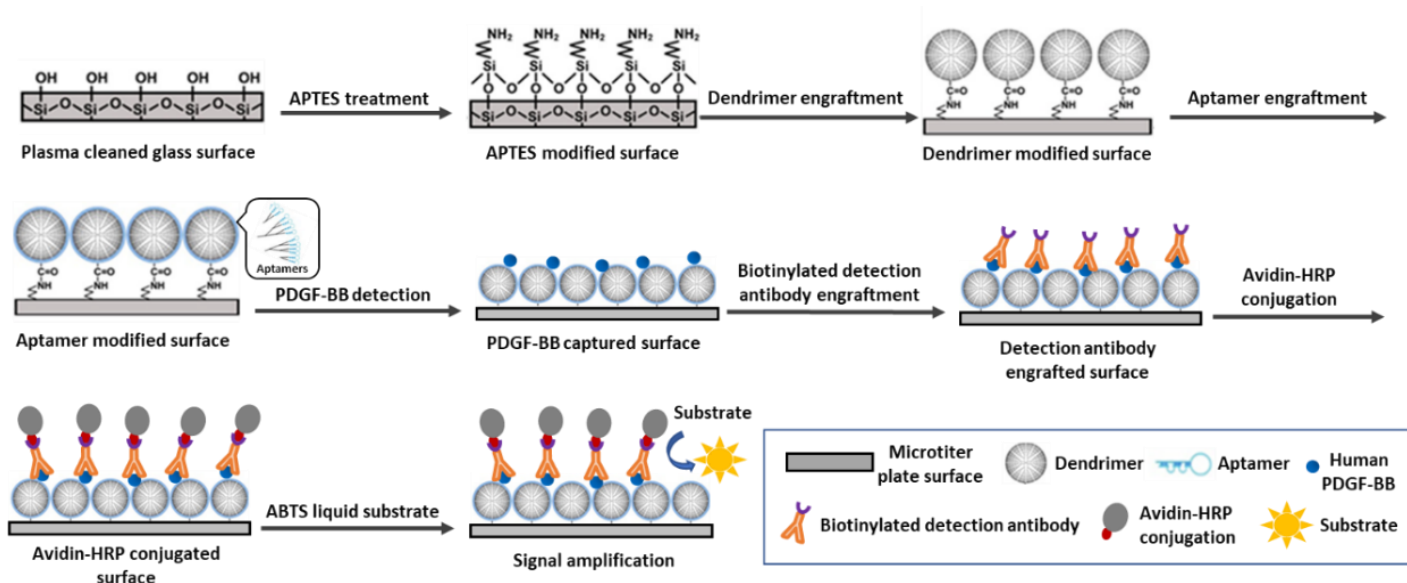 OH OH OH OH OH
Si O Si O Si O Si O Si
Plasma cleaned glass surface
APTES treatment
NH2 NH2 NH2 NH2 NH2
Si Si Si Si Si
O O O O
O O O O O
Si O Si O Si O Si O Si
APTES modified surface
Dendrimer engraftment
C=O C=O C=O C=O
NH NH NH NH
Dendrimer modified surface
Aptamer engraftment
Aptamers
C=O C=O C=O C=O
NH NH NH NH
Aptamer modified surface
PDGF-BB detection
PDGF-BB captured surface
Biotinylated detection
antibody engraftment
Detection antibody
engrafted surface
Avidin-HRP
conjugation
Avidin-HRP conjugated
surface
ABTS liquid substrate
Substrate
Signal amplification
Microtiter
plate surface
Dendrimer
Aptamer
Human
PDGF-BB
Biotinylated detection antibody
Avidin-HRP
conjugation
Substrate